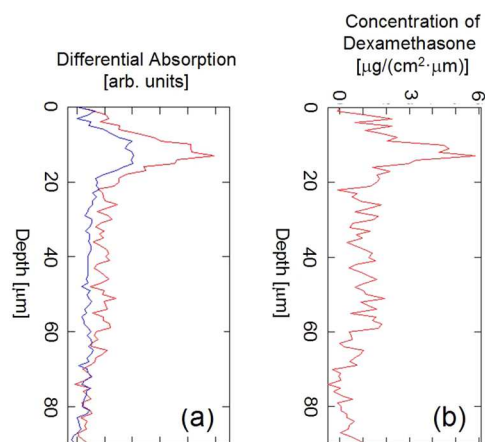 Differential Absorption
[arb. units]
0
20
40
60
80
Depth [μm]
(a)
Concentration of
Dexamethasone
[μg/(cm²·μm)]
0
3
6
0
20
40
60
80
Depth [μm]
(b)